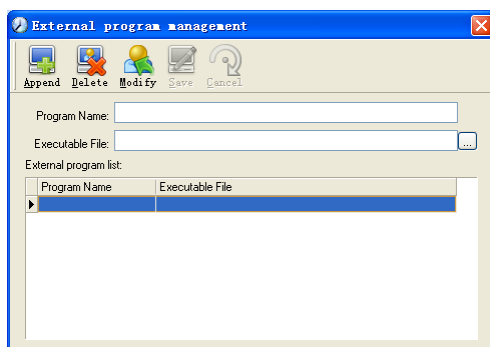 External program management
Append Delete Modify Save Cancel
Program Name:
Executable File: ...
External program list:
Program Name Executable File